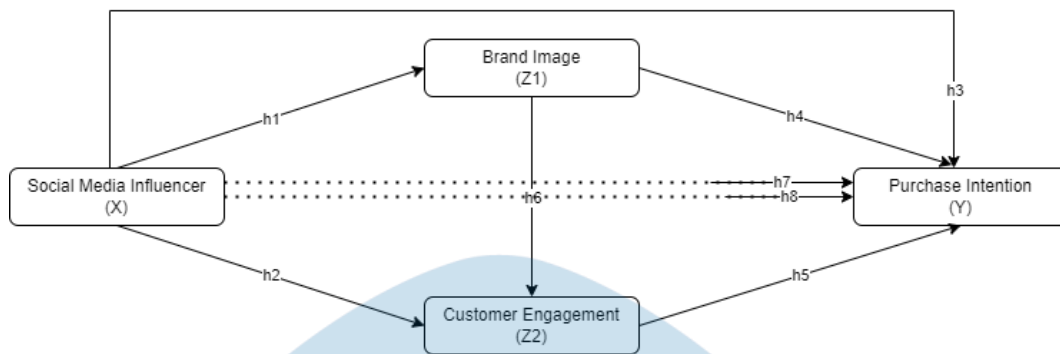 Brand Image
(Z1)
h3
h1
h4
Social Media Influencer
(X)
h7
h6
h8
Purchase Intention
(Y)
h2
h5
Customer Engagement
(Z2)